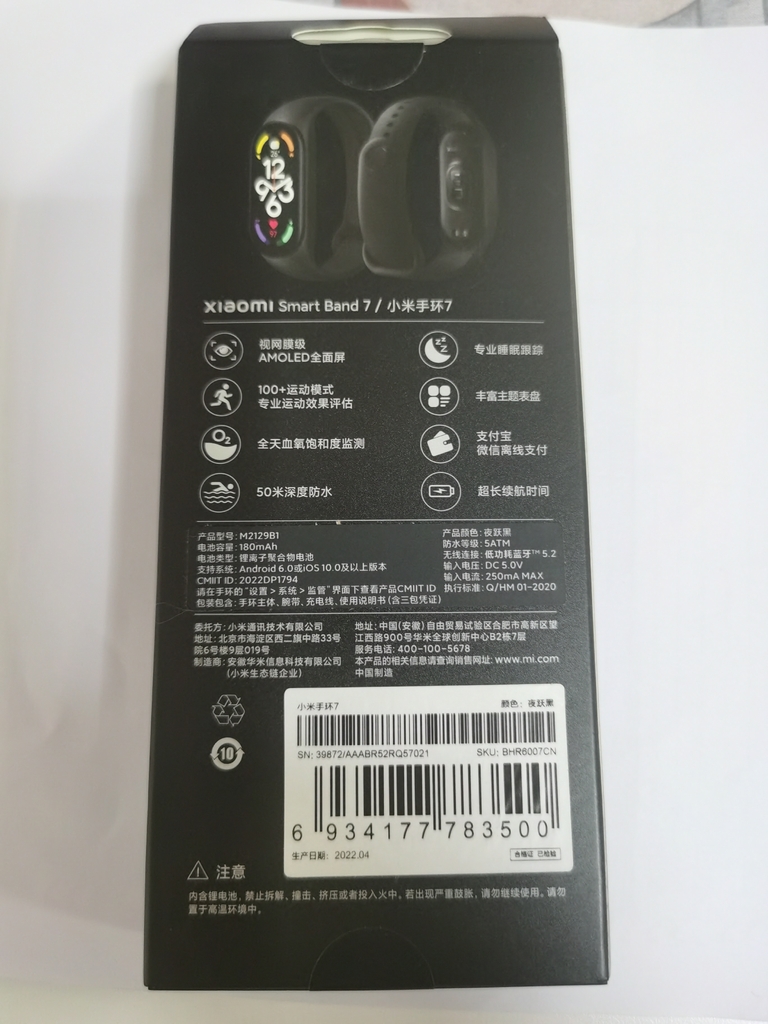 26°
12
9 3
6
97
xiaomi Smart Band 7 / 小米手环7
视网膜级
AMOLED全面屏
专业睡眠跟踪
100+运动模式
专业运动效果评估
丰富主题表盘
O2
全天血氧饱和度监测
支付宝
微信离线支付
50米深度防水
超长续航时间
产品型号: M2129B1
电池容量: 180mAh
电池类型: 锂离子聚合物电池
支持系统: Android 6.0或iOS 10.0及以上版本
CMIIT ID: 2022DP1794
请在手环的“设置 > 系统 > 监管”界面下查看产品CMIIT ID
包装包含: 手环主体、腕带、充电线、使用说明书 (含三包凭证)
产品颜色: 夜跃黑
防水等级: 5ATM
无线连接: 低功耗蓝牙™ 5.2
输入电压: DC 5.0V
输入电流: 250mA MAX
执行标准: Q/HM 01-2020
委托方: 小米通讯技术有限公司
地址: 北京市海淀区西二旗中路33号
院6号楼9层019号
制造商: 安徽华米信息科技有限公司
(小米生态链企业)
地址: 中国(安徽)自由贸易试验区合肥市高新区望
江西路900号华米全球创新中心B2栋7层
服务电话: 400-100-5678
本产品的相关信息请查询销售网址: www.mi.com
中国制造
10
小米手环7 颜色: 夜跃黑
SN: 39872/AAABR52RQ57021 SKU: BHR6007CN
6 934177 783500
生产日期: 2022.04 合格证 已检验
注意
内含锂电池, 禁止拆解、撞击、挤压或者投入火中。若出现严重鼓胀, 请勿继续使用。请勿
置于高温环境中。